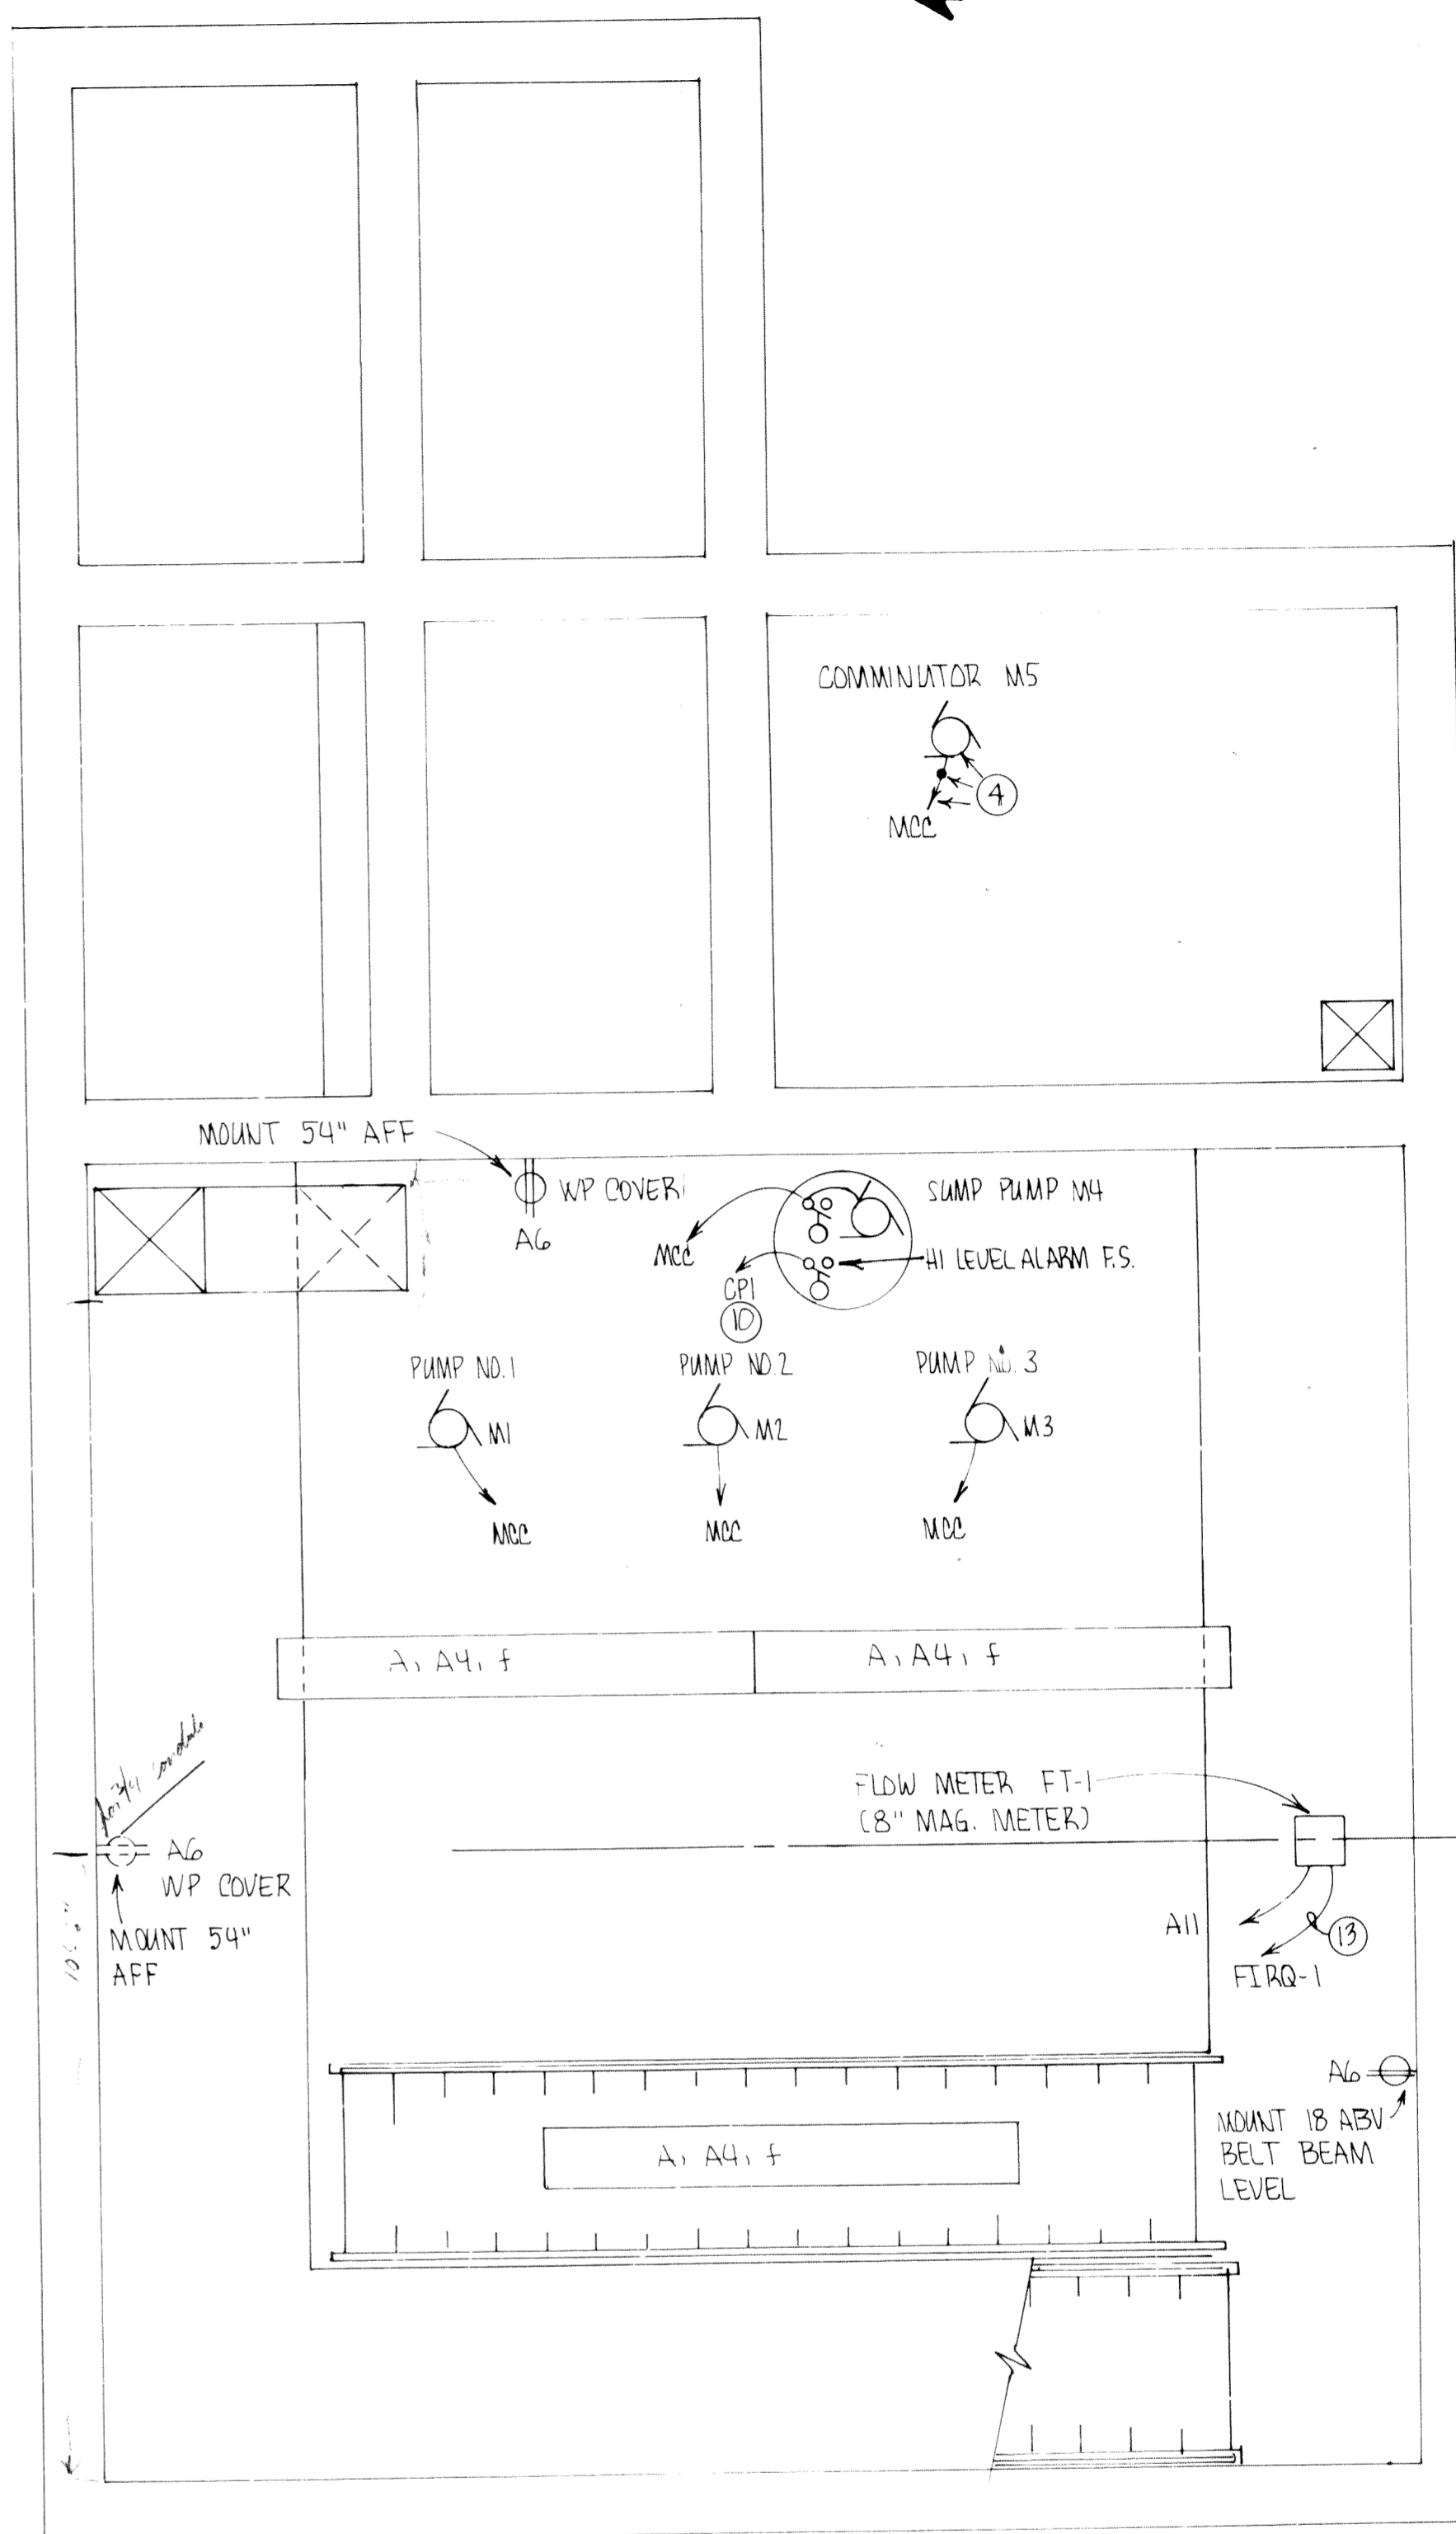 COMMINUTOR M5
4
MCC
MOUNT 54" AFF
WP COVER
A6
SUMP PUMP M4
MCC
HI LEVEL ALARM F.S.
CP1
10
PUMP NO. 1
PUMP NO. 2
PUMP NO. 3
M1
M2
M3
MCC
MCC
MCC
A, A4, f
A, A4, f
FLOW METER FT-1
(8" MAG. METER)
A6
WP COVER
MOUNT 54"
AFF
A11
13
FIRQ-1
A6
MOUNT 18 ABV.
BELT BEAM
LEVEL
A, A4, f